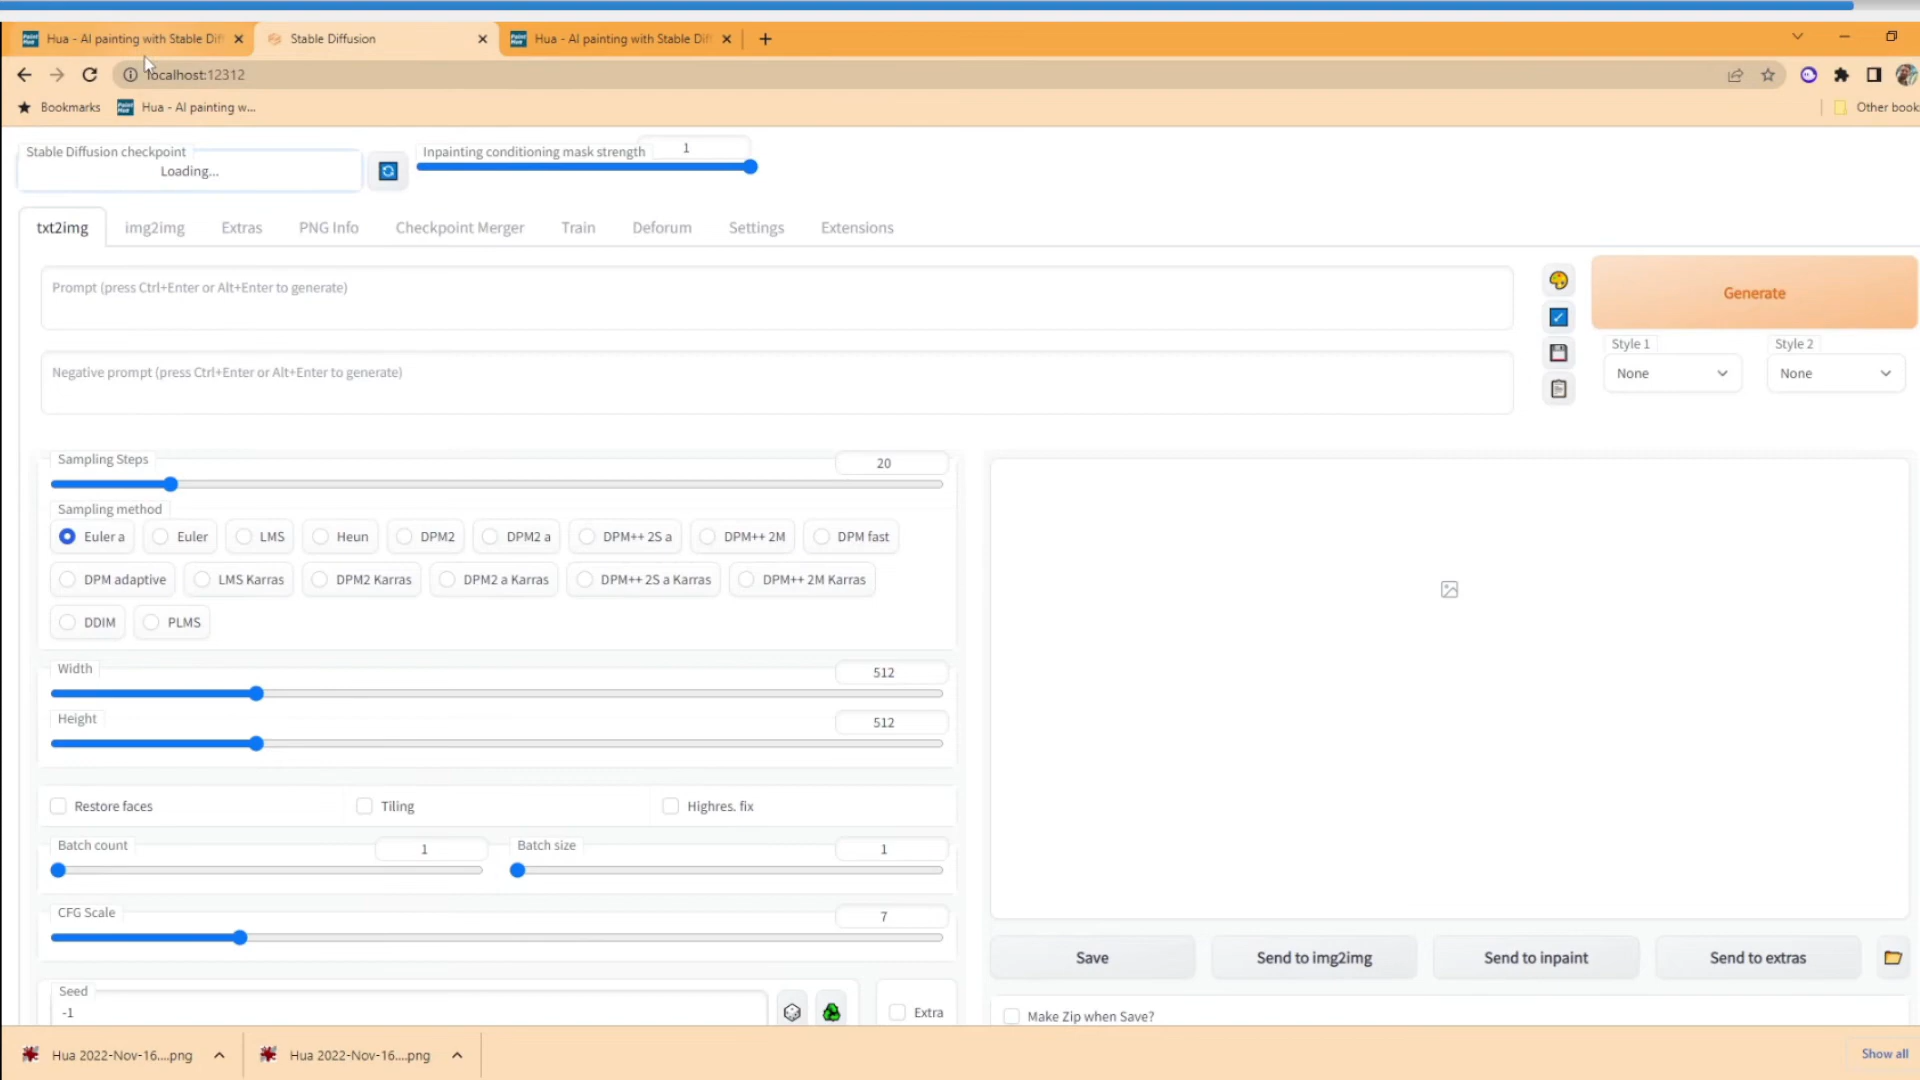 Hua - AI painting with Stable Dif
Stable Diffusion
Hua - AI painting with Stable Dif
localhost:12312
Bookmarks
Hua - AI painting w...
Other book
Stable Diffusion checkpoint
Loading...
Inpainting conditioning mask strength
1
txt2img
img2img
Extras
PNG Info
Checkpoint Merger
Train
Deforum
Settings
Extensions
Prompt (press Ctrl+Enter or Alt+Enter to generate)
Negative prompt (press Ctrl+Enter or Alt+Enter to generate)
Generate
Style 1
None
Style 2
None
Sampling Steps
20
Sampling method
Euler a
Euler
LMS
Heun
DPM2
DPM2 a
DPM++ 2S a
DPM++ 2M
DPM fast
DPM adaptive
LMS Karras
DPM2 Karras
DPM2 a Karras
DPM++ 2S a Karras
DPM++ 2M Karras
DDIM
PLMS
Width
512
Height
512
Restore faces
Tiling
Highres. fix
Batch count
1
Batch size
1
CFG Scale
7
Seed
-1
Extra
Save
Send to img2img
Send to inpaint
Send to extras
Make Zip when Save?
Hua 2022-Nov-16....png
Hua 2022-Nov-16....png
Show all